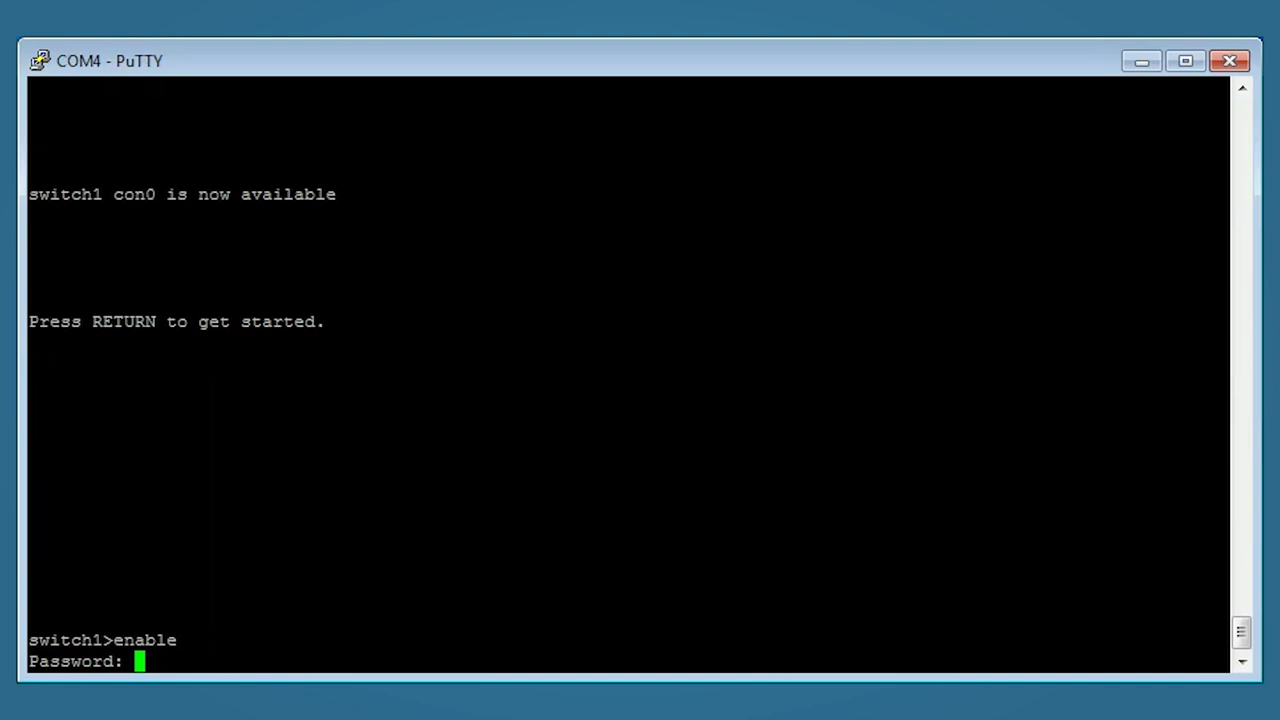 COM4 - PuTTY
switch1 con0 is now available
Press RETURN to get started.
switch1>enable
Password: